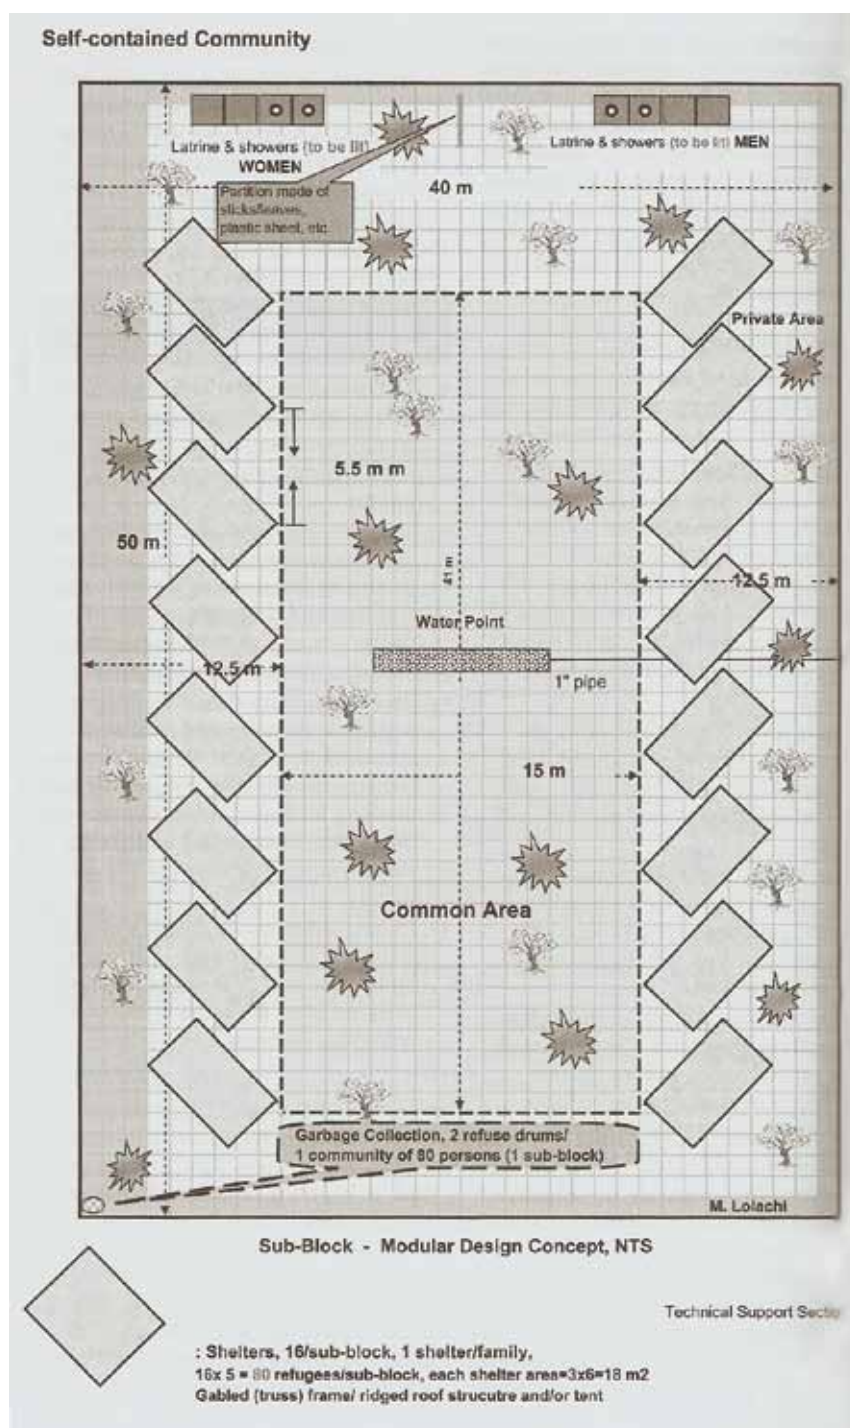 Self-contained Community
Latrine & showers (to be lit)
WOMEN
Latrine & showers (to be lit) MEN
Partition made of
sticks/leaves,
plastic sheet, etc.
40 m
Private Area
5.5 m m
50 m
41 m
12.5 m
Water Point
12.5 m
1" pipe
15 m
Common Area
Garbage Collection, 2 refuse drums/
1 community of 80 persons (1 sub-block)
M. Lolachi
Sub-Block - Modular Design Concept, NTS
Technical Support Sectio
: Shelters, 16/sub-block, 1 shelter/family,
16x 5 = 80 refugees/sub-block, each shelter area=3x6=18 m2
Gabled (truss) frame/ ridged roof strucutre and/or tent